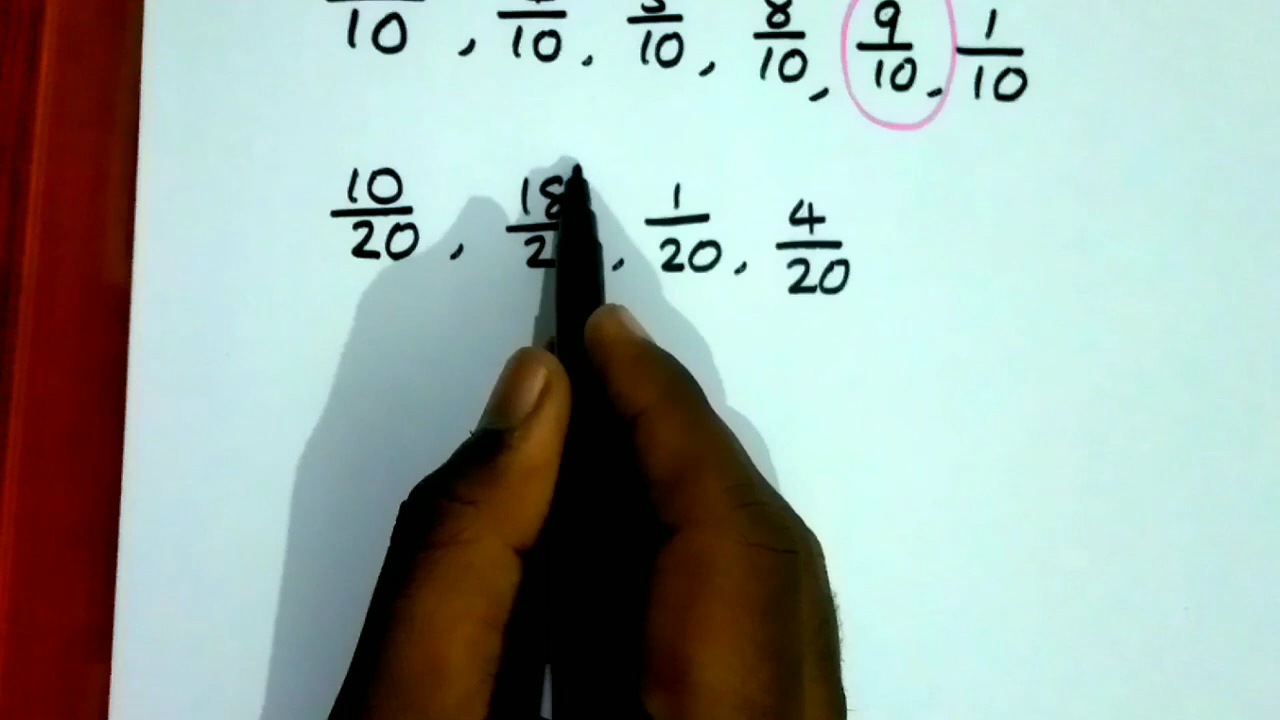 10, 10, 10, 8/10, 9/10, 1/10
10/20, 18/2, 1/20, 4/20